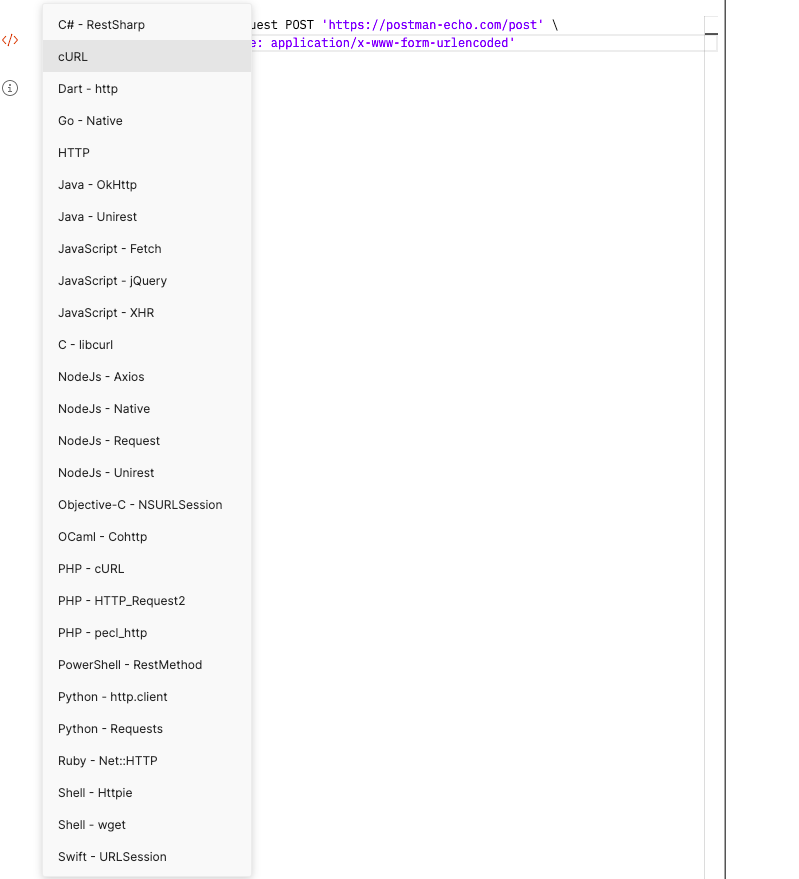 C# - RestSharp
uest POST 'https://postman-echo.com/post' \
</>
e: application/x-www-form-urlencoded'
cURL
Dart - http
Go - Native
HTTP
Java - OkHttp
Java - Unirest
JavaScript - Fetch
JavaScript - jQuery
JavaScript - XHR
C - libcurl
NodeJs - Axios
NodeJs - Native
NodeJs - Request
NodeJs - Unirest
Objective-C - NSURLSession
OCaml - Cohttp
PHP - cURL
PHP - HTTP_Request2
PHP - pecl_http
PowerShell - RestMethod
Python - http.client
Python - Requests
Ruby - Net::HTTP
Shell - Httpie
Shell - wget
Swift - URLSession